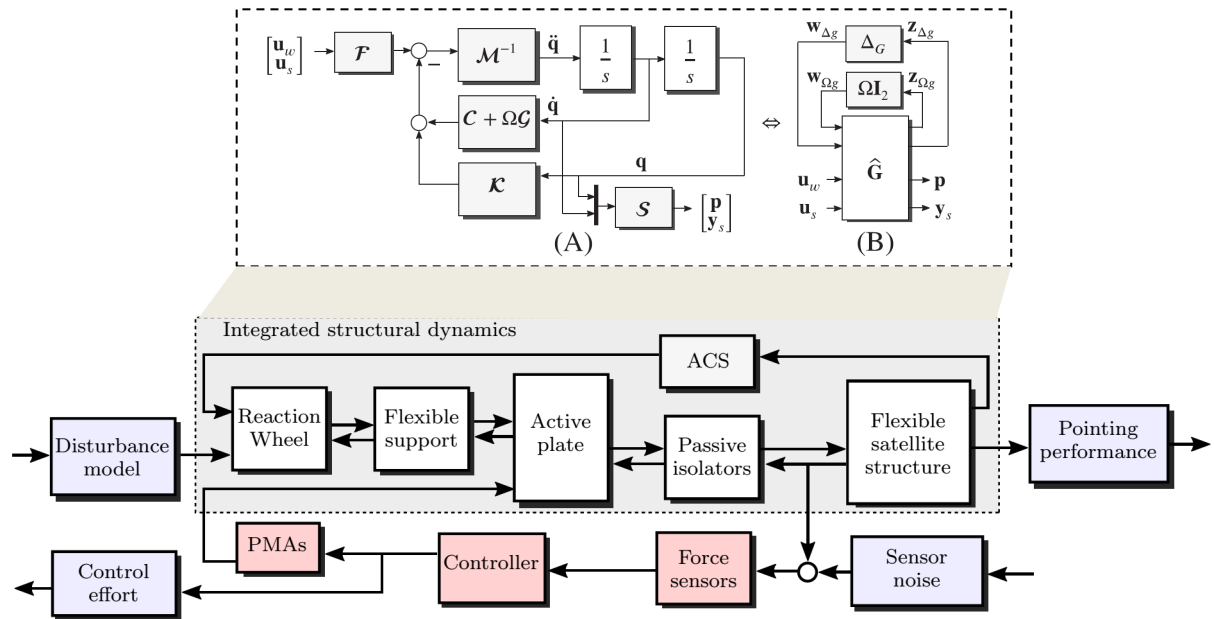 [u_w u_s]
𝓕
−
𝓜⁻¹
q̈
1/s
1/s
q̇
𝓒 + Ω𝓖
q
𝓚
𝓢
[p y_s]
(A)
⇔
w_Δg
Δ_G
z_Δg
w_Ωg
ΩI₂
z_Ωg
Ĝ
u_w
u_s
p
y_s
(B)
Integrated structural dynamics
ACS
Disturbance
model
Reaction
Wheel
Flexible
support
Active
plate
Passive
isolators
Flexible
satellite
structure
Pointing
performance
Control
effort
PMAs
Controller
Force
sensors
Sensor
noise